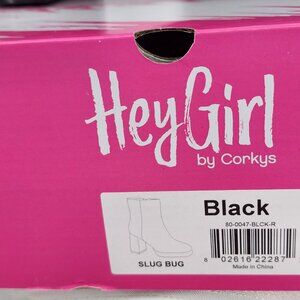 HeyGirl
by Corkys
Black
80-0047-BLCK-R
SLUG BUG
8 02616 22287
Made in China